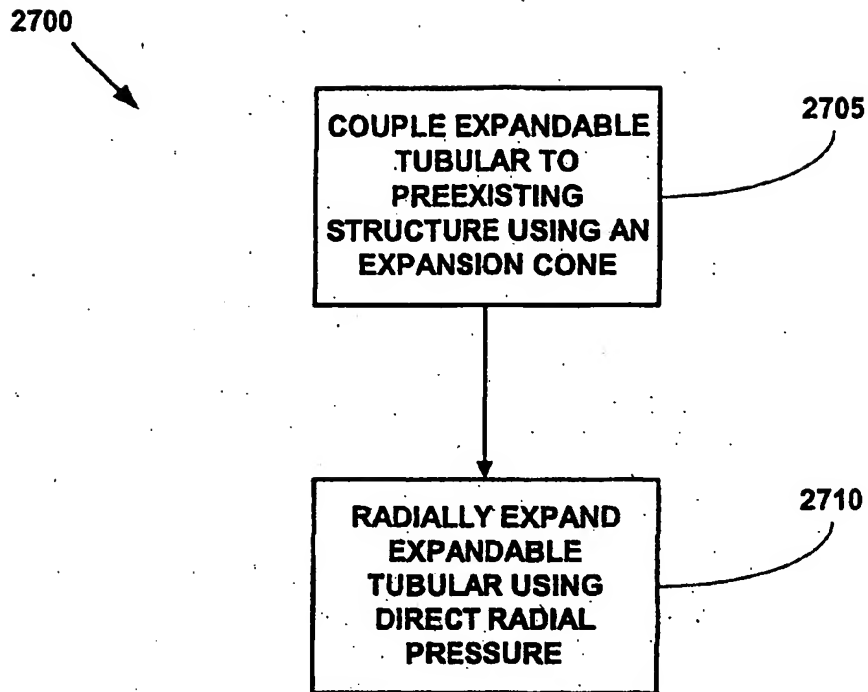 2700
COUPLE EXPANDABLE
TUBULAR TO
PREEXISTING
STRUCTURE USING AN
EXPANSION CONE
2705
RADIALLY EXPAND
EXPANDABLE
TUBULAR USING
DIRECT RADIAL
PRESSURE
2710